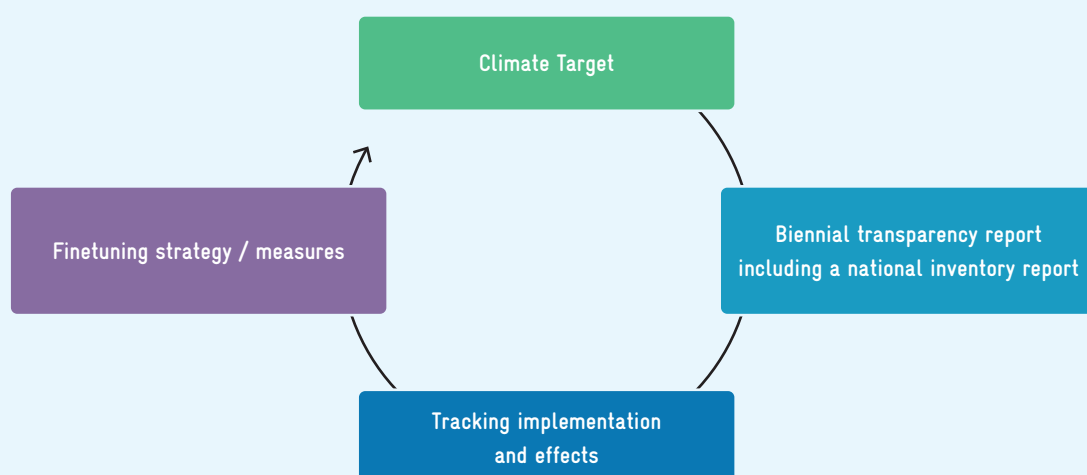 Climate Target
Biennial transparency report
including a national inventory report
Tracking implementation
and effects
Finetuning strategy / measures